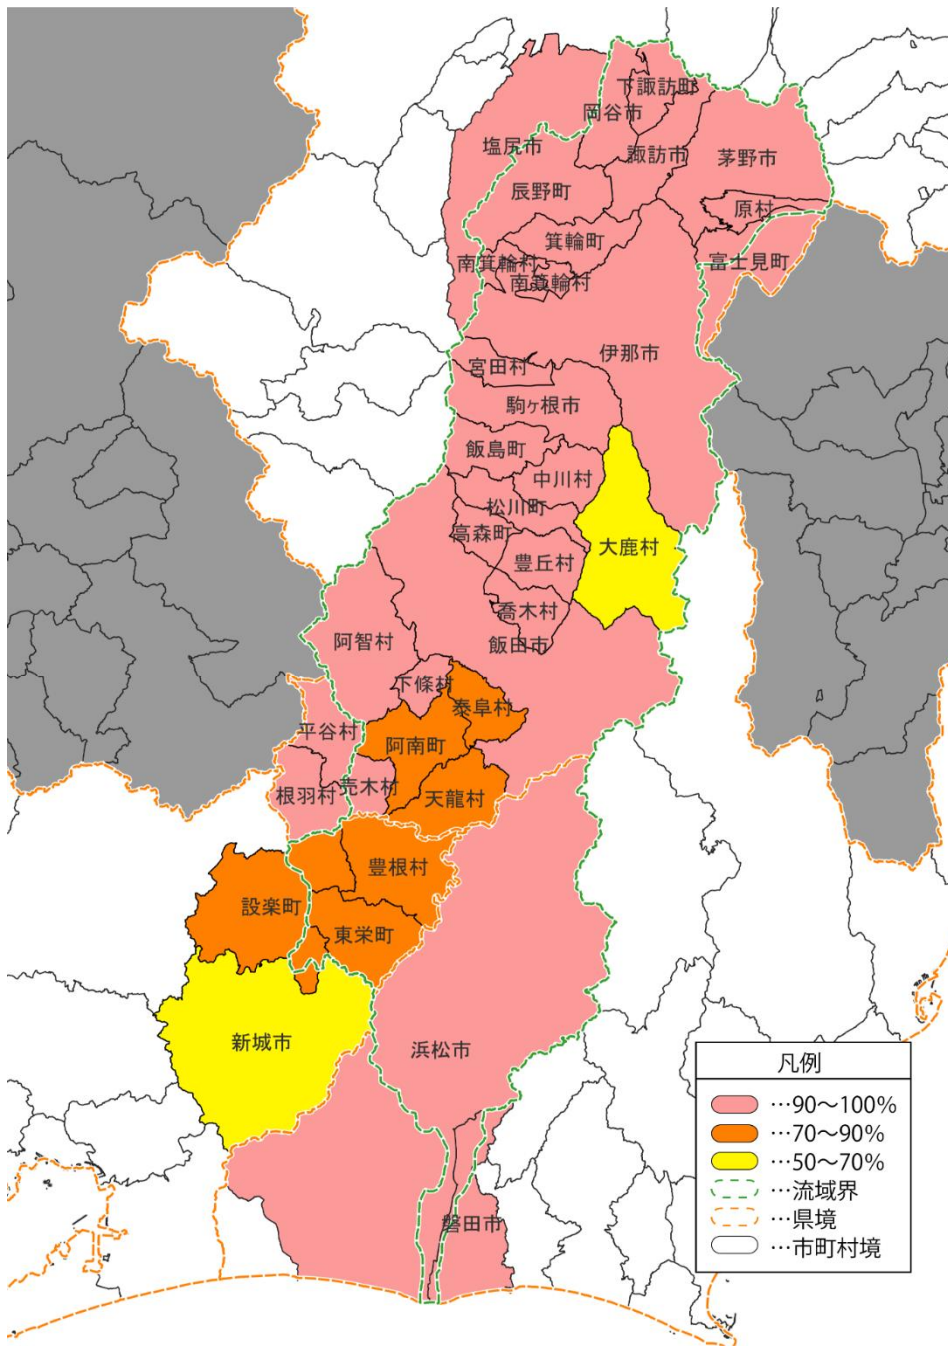 下諏訪町
岡谷市
塩尻市
諏訪市
茅野市
辰野町
原村
箕輪町
南箕輪村
富士見町
南箕輪村
伊那市
宮田村
駒ヶ根市
飯島町
中川村
松川町
高森町
大鹿村
豊丘村
喬木村
阿智村
飯田市
下條村
泰阜村
平谷村
阿南町
売木村
根羽村
天龍村
豊根村
設楽町
東栄町
新城市
浜松市
磐田市
凡例
…90～100%
…70～90%
…50～70%
…流域界
…県境
…市町村境